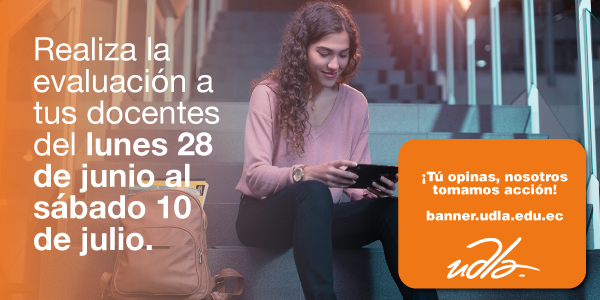 Realiza la
evaluación a
tus docentes
del lunes 28
de junio al
sábado 10
de julio.
¡Tú opinas, nosotros
tomamos acción!
banner.udla.edu.ec
udla